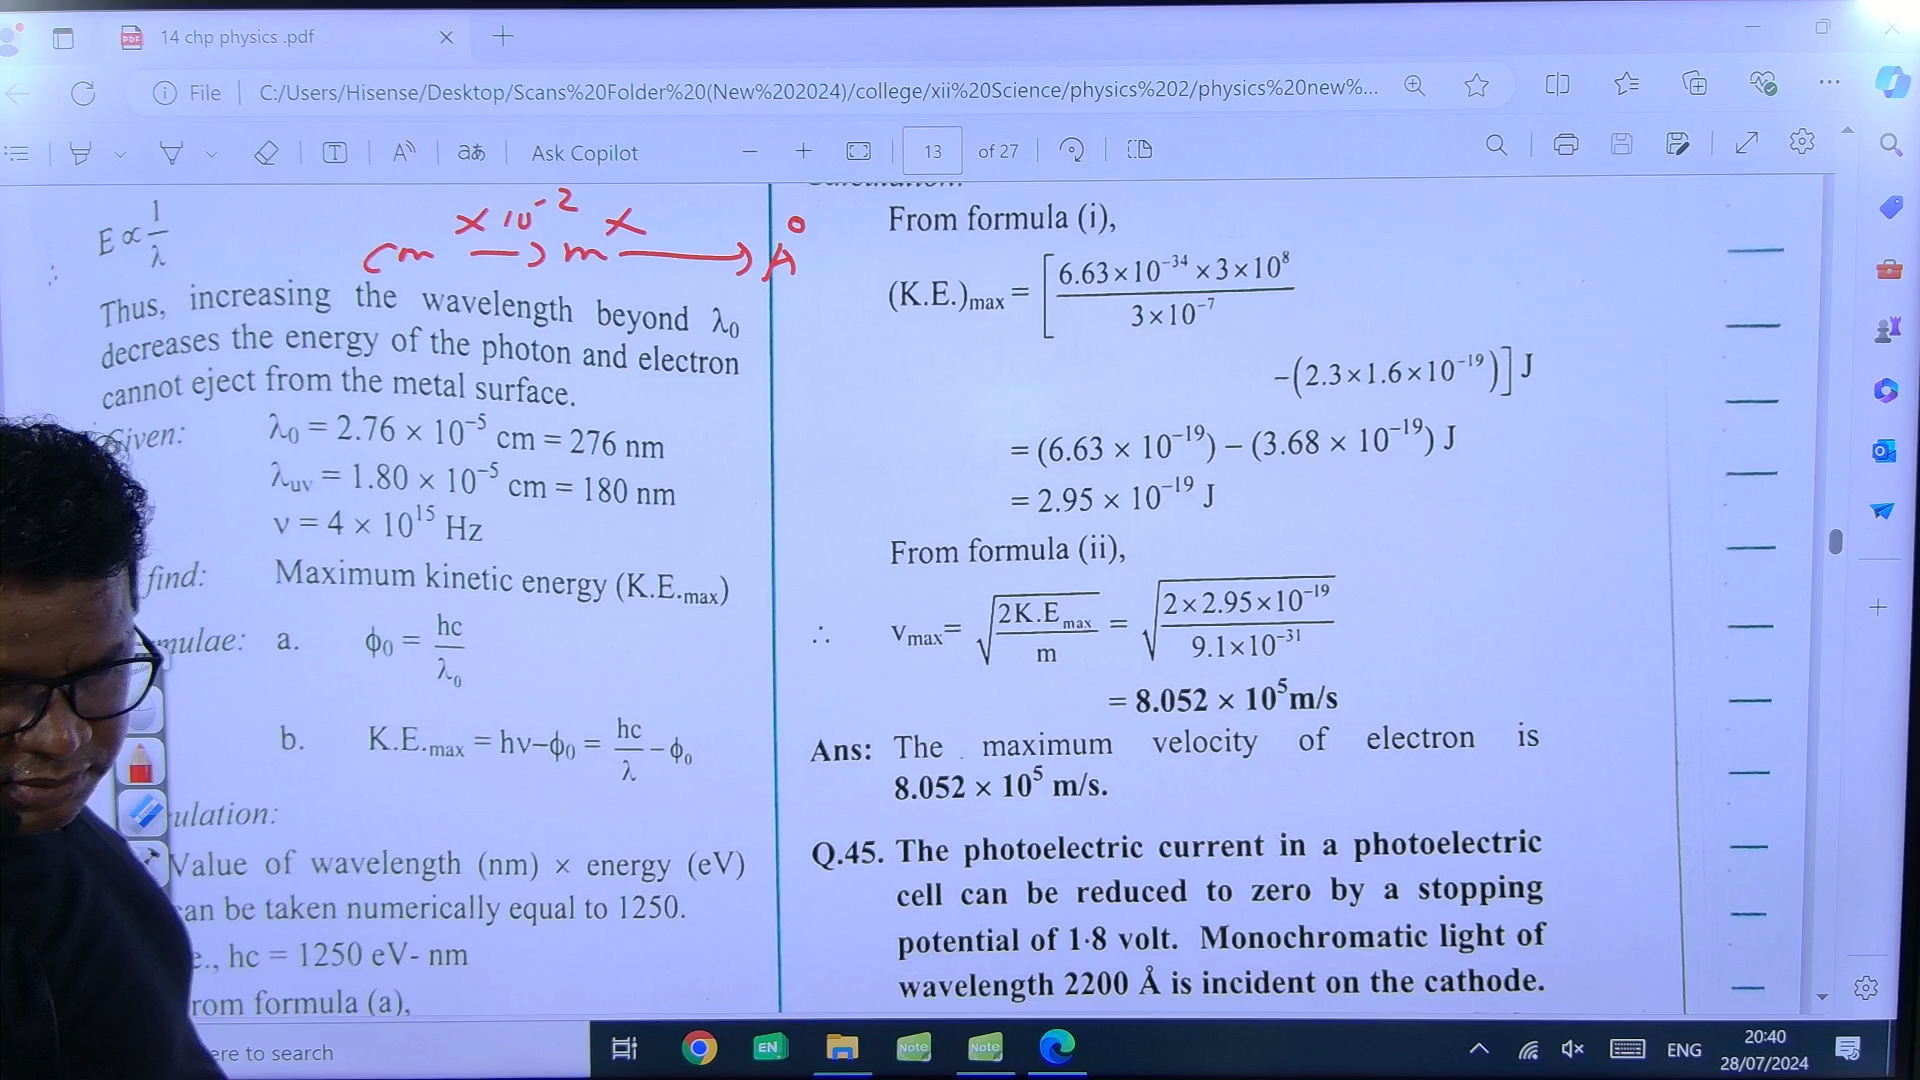 14 chp physics .pdf
File
C:/Users/Hisense/Desktop/Scans%20Folder%20(New%202024)/college/xii%20Science/physics%202/physics%20new%...
Ask Copilot
13 of 27
E ∝ 1/λ
× 10⁻² ×
cm → m → Å
Thus, increasing the wavelength beyond λ₀
decreases the energy of the photon and electron
cannot eject from the metal surface.
Given: λ₀ = 2.76 × 10⁻⁵ cm = 276 nm
λᵤᵥ = 1.80 × 10⁻⁵ cm = 180 nm
ν = 4 × 10¹⁵ Hz
find: Maximum kinetic energy (K.E.max)
mulae: a. ϕ₀ = hc/λ₀
b. K.E.max = hν–ϕ₀ = hc/λ – ϕ₀
ulation:
Value of wavelength (nm) × energy (eV)
can be taken numerically equal to 1250.
e., hc = 1250 eV- nm
rom formula (a),
From formula (i),
(K.E.)max = [6.63×10⁻³⁴ ×3×10⁸ / 3×10⁻⁷
–(2.3×1.6×10⁻¹⁹)] J
= (6.63 × 10⁻¹⁹) – (3.68 × 10⁻¹⁹) J
= 2.95 × 10⁻¹⁹ J
From formula (ii),
∴ vmax = √(2K.E max / m) = √(2×2.95×10⁻¹⁹ / 9.1×10⁻³¹)
= 8.052 × 10⁵m/s
Ans: The maximum velocity of electron is
8.052 × 10⁵ m/s.
Q.45. The photoelectric current in a photoelectric
cell can be reduced to zero by a stopping
potential of 1·8 volt. Monochromatic light of
wavelength 2200 Å is incident on the cathode.
ere to search
EN
Note
Note
ENG
20:40
28/07/2024